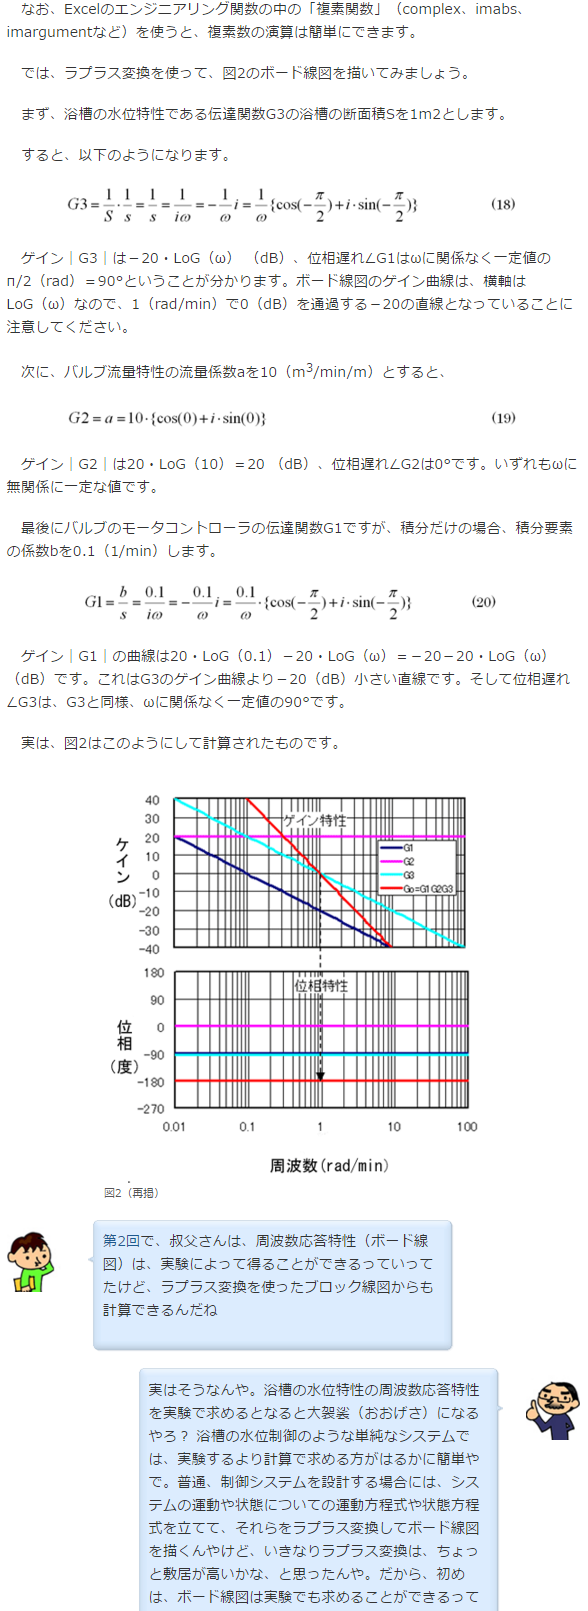 なお、Excelのエンジニアリング関数の中の「複素関数」（complex、imabs、
imargumentなど）を使うと、複素数の演算は簡単にできます。
では、ラプラス変換を使って、図2のボード線図を描いてみましょう。
まず、浴槽の水位特性である伝達関数G3の浴槽の断面積Sを1m2とします。
すると、以下のようになります。
G3 = 1/S · 1/s = 1/s = 1/iω = −1/ω i = 1/ω {cos(−π/2) + i·sin(−π/2)} (18)
ゲイン｜G3｜は－20・LoG（ω）（dB）、位相遅れ∠G1はωに関係なく一定値の
π/2（rad）＝90°ということが分かります。ボード線図のゲイン曲線は、横軸は
LoG（ω）なので、1（rad/min）で0（dB）を通過する－20の直線となっていることに
注意してください。
次に、バルブ流量特性の流量係数aを10（m³/min/m）とすると、
G2 = a = 10·{cos(0) + i·sin(0)} (19)
ゲイン｜G2｜は20・LoG（10）＝20 （dB）、位相遅れ∠G2は0°です。いずれもωに
無関係に一定な値です。
最後にバルブのモータコントローラの伝達関数G1ですが、積分だけの場合、積分要素
の係数bを0.1（1/min）します。
G1 = b/s = 0.1/iω = −0.1/ω i = 0.1/ω ·{cos(−π/2) + i·sin(−π/2)} (20)
ゲイン｜G1｜の曲線は20・LoG（0.1）－20・LoG（ω）＝－20－20・LoG（ω）
（dB）です。これはG3のゲイン曲線より－20（dB）小さい直線です。そして位相遅れ
∠G3は、G3と同様、ωに関係なく一定値の90°です。
実は、図2はこのようにして計算されたものです。
ゲイン特性
ゲイン
(dB)
40
30
20
10
0
-10
-20
-30
-40
G1
G2
G3
Go=G1G2G3
位相特性
位相
(度)
180
90
0
-90
-180
-270
0.01 0.1 1 10 100
周波数(rad/min)
図2（再掲）
第2回で、叔父さんは、周波数応答特性（ボード線
図）は、実験によって得ることができるっていって
たけど、ラプラス変換を使ったブロック線図からも
計算できるんだね
実はそうなんや。浴槽の水位特性の周波数応答特性
を実験で求めるとなると大袈裟（おおげさ）になる
やろ？ 浴槽の水位制御のような単純なシステムで
は、実験するより計算で求める方がはるかに簡単や
で。普通、制御システムを設計する場合には、シス
テムの運動や状態についての運動方程式や状態方程
式を立てて、それらをラプラス変換してボード線図
を描くんやけど、いきなりラプラス変換は、ちょっ
と敷居が高いかな、と思ったんや。だから、初め
は、ボード線図は実験でも求めることができるって